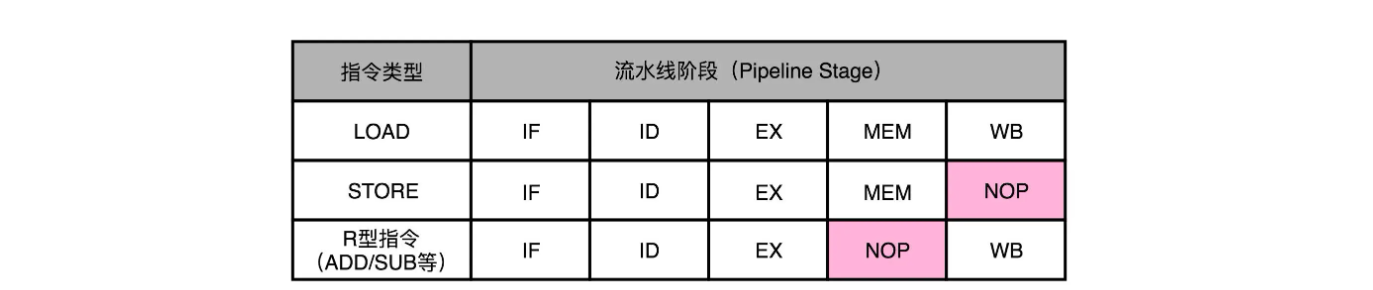 指令类型 流水线阶段（Pipeline Stage）
LOAD IF ID EX MEM WB
STORE IF ID EX MEM NOP
R型指令
（ADD/SUB等） IF ID EX NOP WB